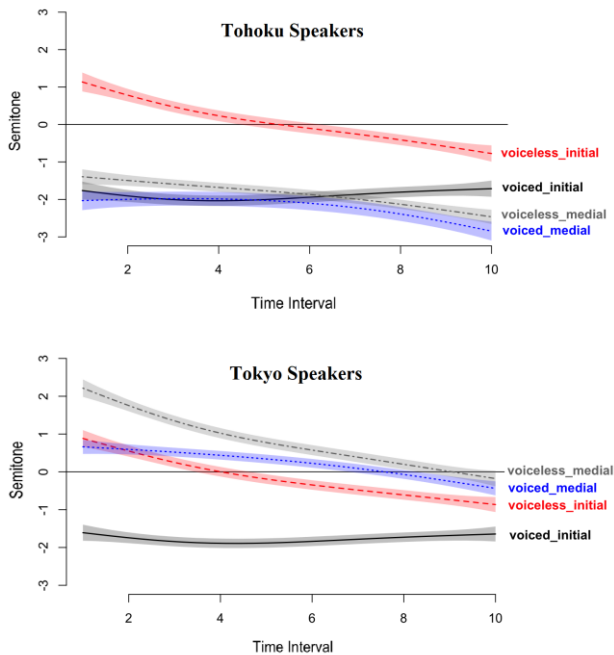 Tohoku Speakers
3
2
1
0
-1
-2
-3
Semitone
voiceless_initial
voiced_initial
voiceless_medial
voiced_medial
2 4 6 8 10
Time Interval
Tokyo Speakers
3
2
1
0
-1
-2
-3
Semitone
voiceless_medial
voiced_medial
voiceless_initial
voiced_initial
2 4 6 8 10
Time Interval